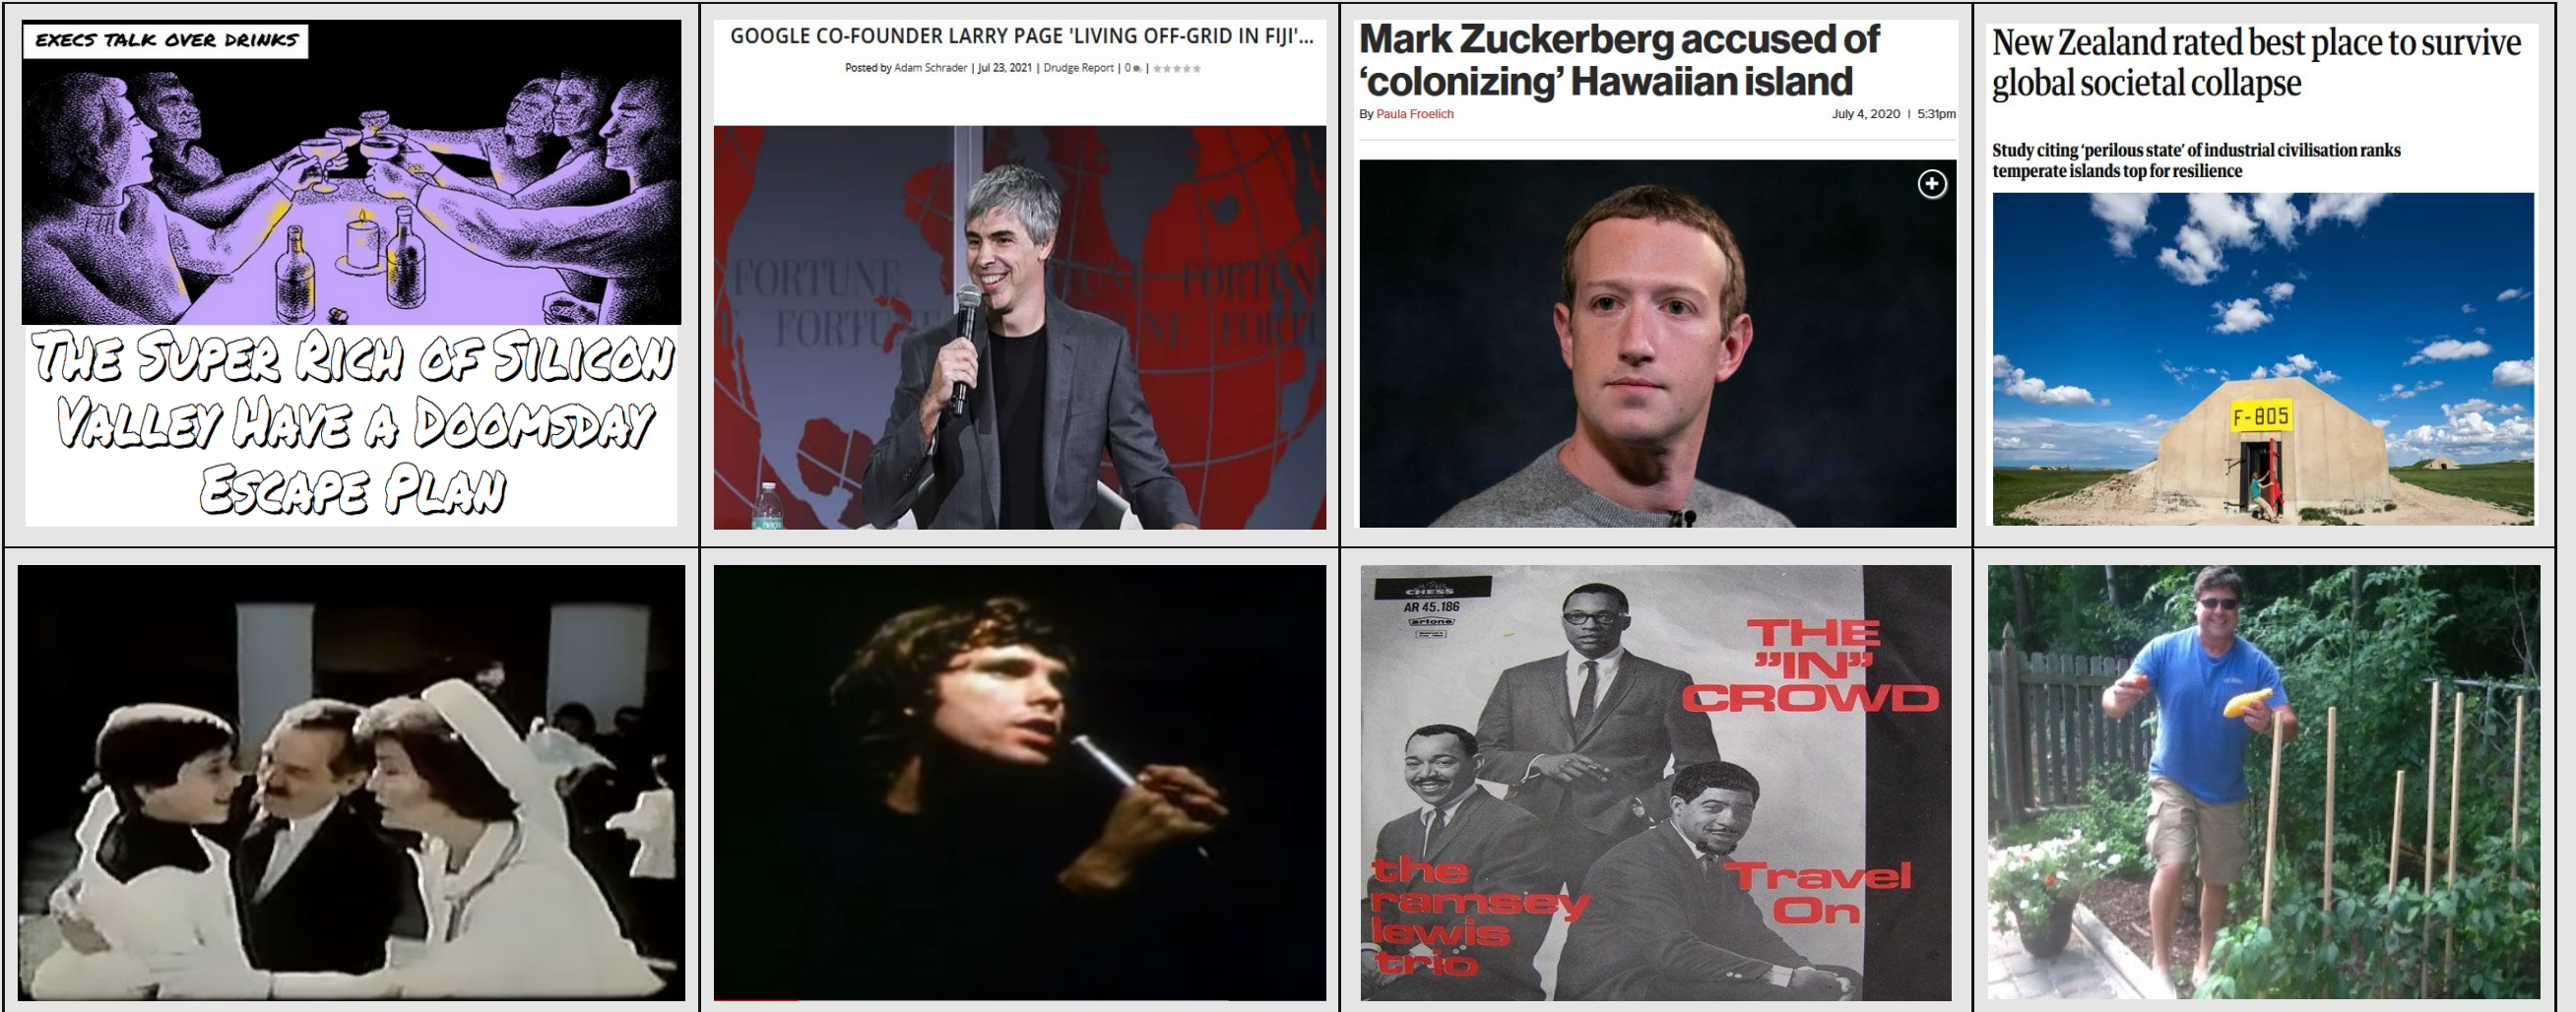 EXECS TALK OVER DRINKS
THE SUPER RICH OF SILICON
VALLEY HAVE A DOOMSDAY
ESCAPE PLAN
GOOGLE CO-FOUNDER LARRY PAGE 'LIVING OFF-GRID IN FIJI'...
Posted by Adam Schrader | Jul 23, 2021 | Drudge Report | 0 |
FORTUNE
FORTUNE
Mark Zuckerberg accused of
‘colonizing’ Hawaiian island
By Paula Froelich July 4, 2020 | 5:31pm
New Zealand rated best place to survive
global societal collapse
Study citing ‘perilous state’ of industrial civilisation ranks
temperate islands top for resilience
F-805
CHESS
AR 45.186
arione
THE
”IN”
CROWD
the
ramsey
lewis
trio
Travel
On